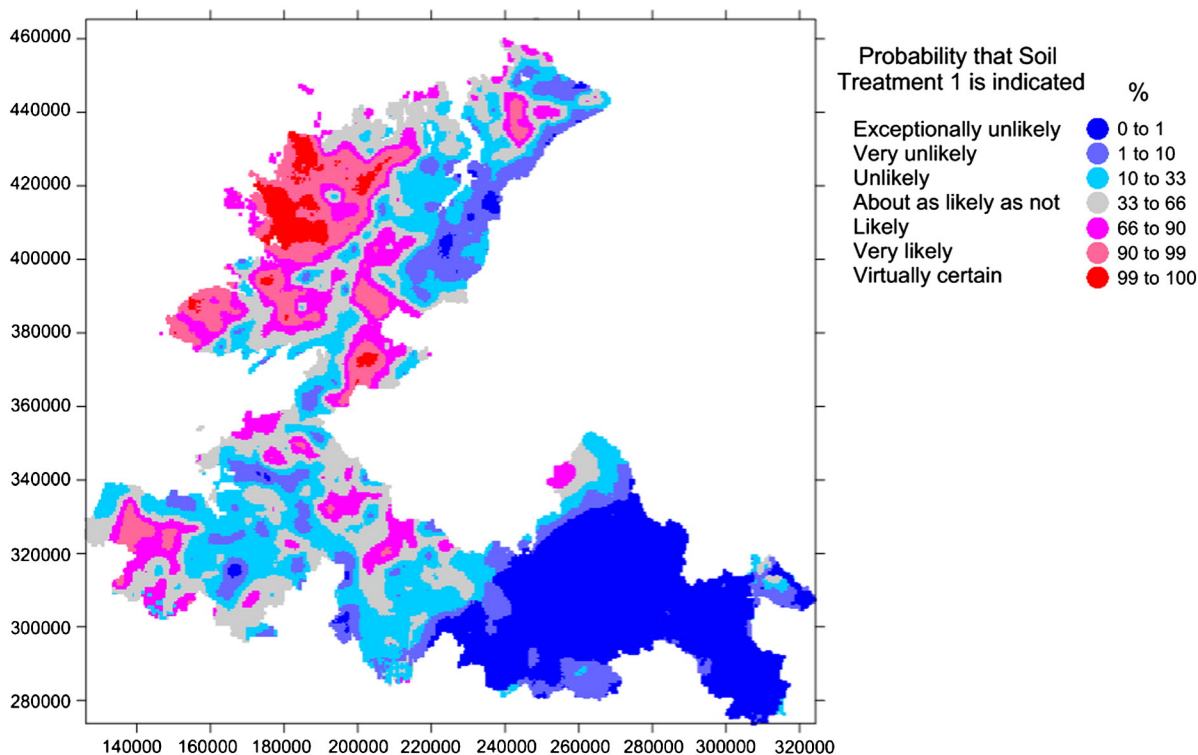 460000
440000
420000
400000
380000
360000
340000
320000
300000
280000
140000 160000 180000 200000 220000 240000 260000 280000 300000 320000
Probability that Soil
Treatment 1 is indicated
%
Exceptionally unlikely 0 to 1
Very unlikely 1 to 10
Unlikely 10 to 33
About as likely as not 33 to 66
Likely 66 to 90
Very likely 90 to 99
Virtually certain 99 to 100